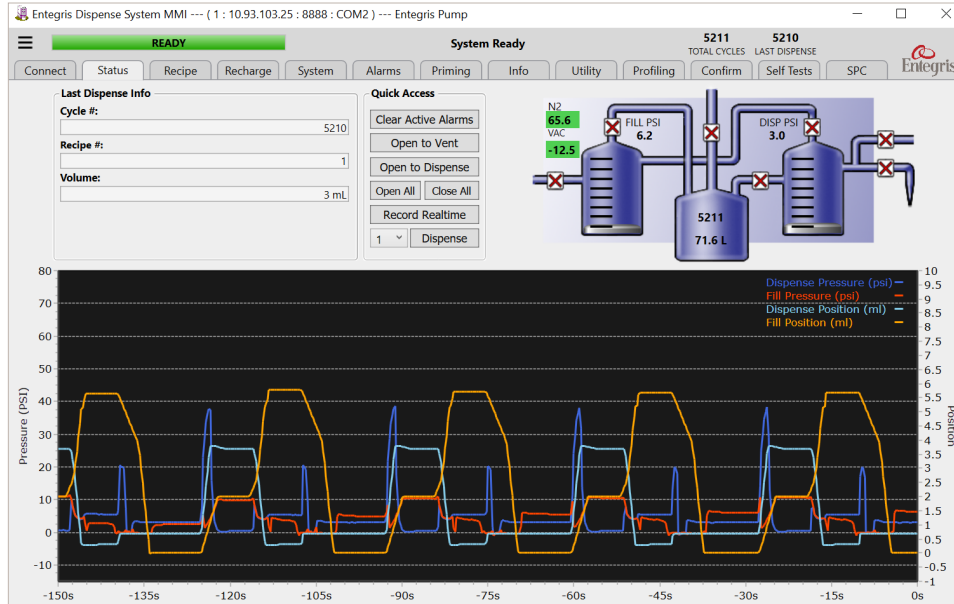 Entegris Dispense System MMI --- ( 1 : 10.93.103.25 : 8888 : COM2 ) --- Entegris Pump
READY
System Ready
5211
TOTAL CYCLES
5210
LAST DISPENSE
Entegris
Connect
Status
Recipe
Recharge
System
Alarms
Priming
Info
Utility
Profiling
Confirm
Self Tests
SPC
Last Dispense Info
Cycle #:
5210
Recipe #:
1
Volume:
3 mL
Quick Access
Clear Active Alarms
Open to Vent
Open to Dispense
Open All
Close All
Record Realtime
1
Dispense
N2
65.6
VAC
-12.5
FILL PSI
6.2
DISP PSI
3.0
5211
71.6 L
Dispense Pressure (psi)
Fill Pressure (psi)
Dispense Position (ml)
Fill Position (ml)
Pressure (PSI)
80
70
60
50
40
30
20
10
0
-10
Position
10
9.5
9
8.5
8
7.5
7
6.5
6
5.5
5
4.5
4
3.5
3
2.5
2
1.5
1
0.5
0
-0.5
-1
-150s
-135s
-120s
-105s
-90s
-75s
-60s
-45s
-30s
-15s
0s